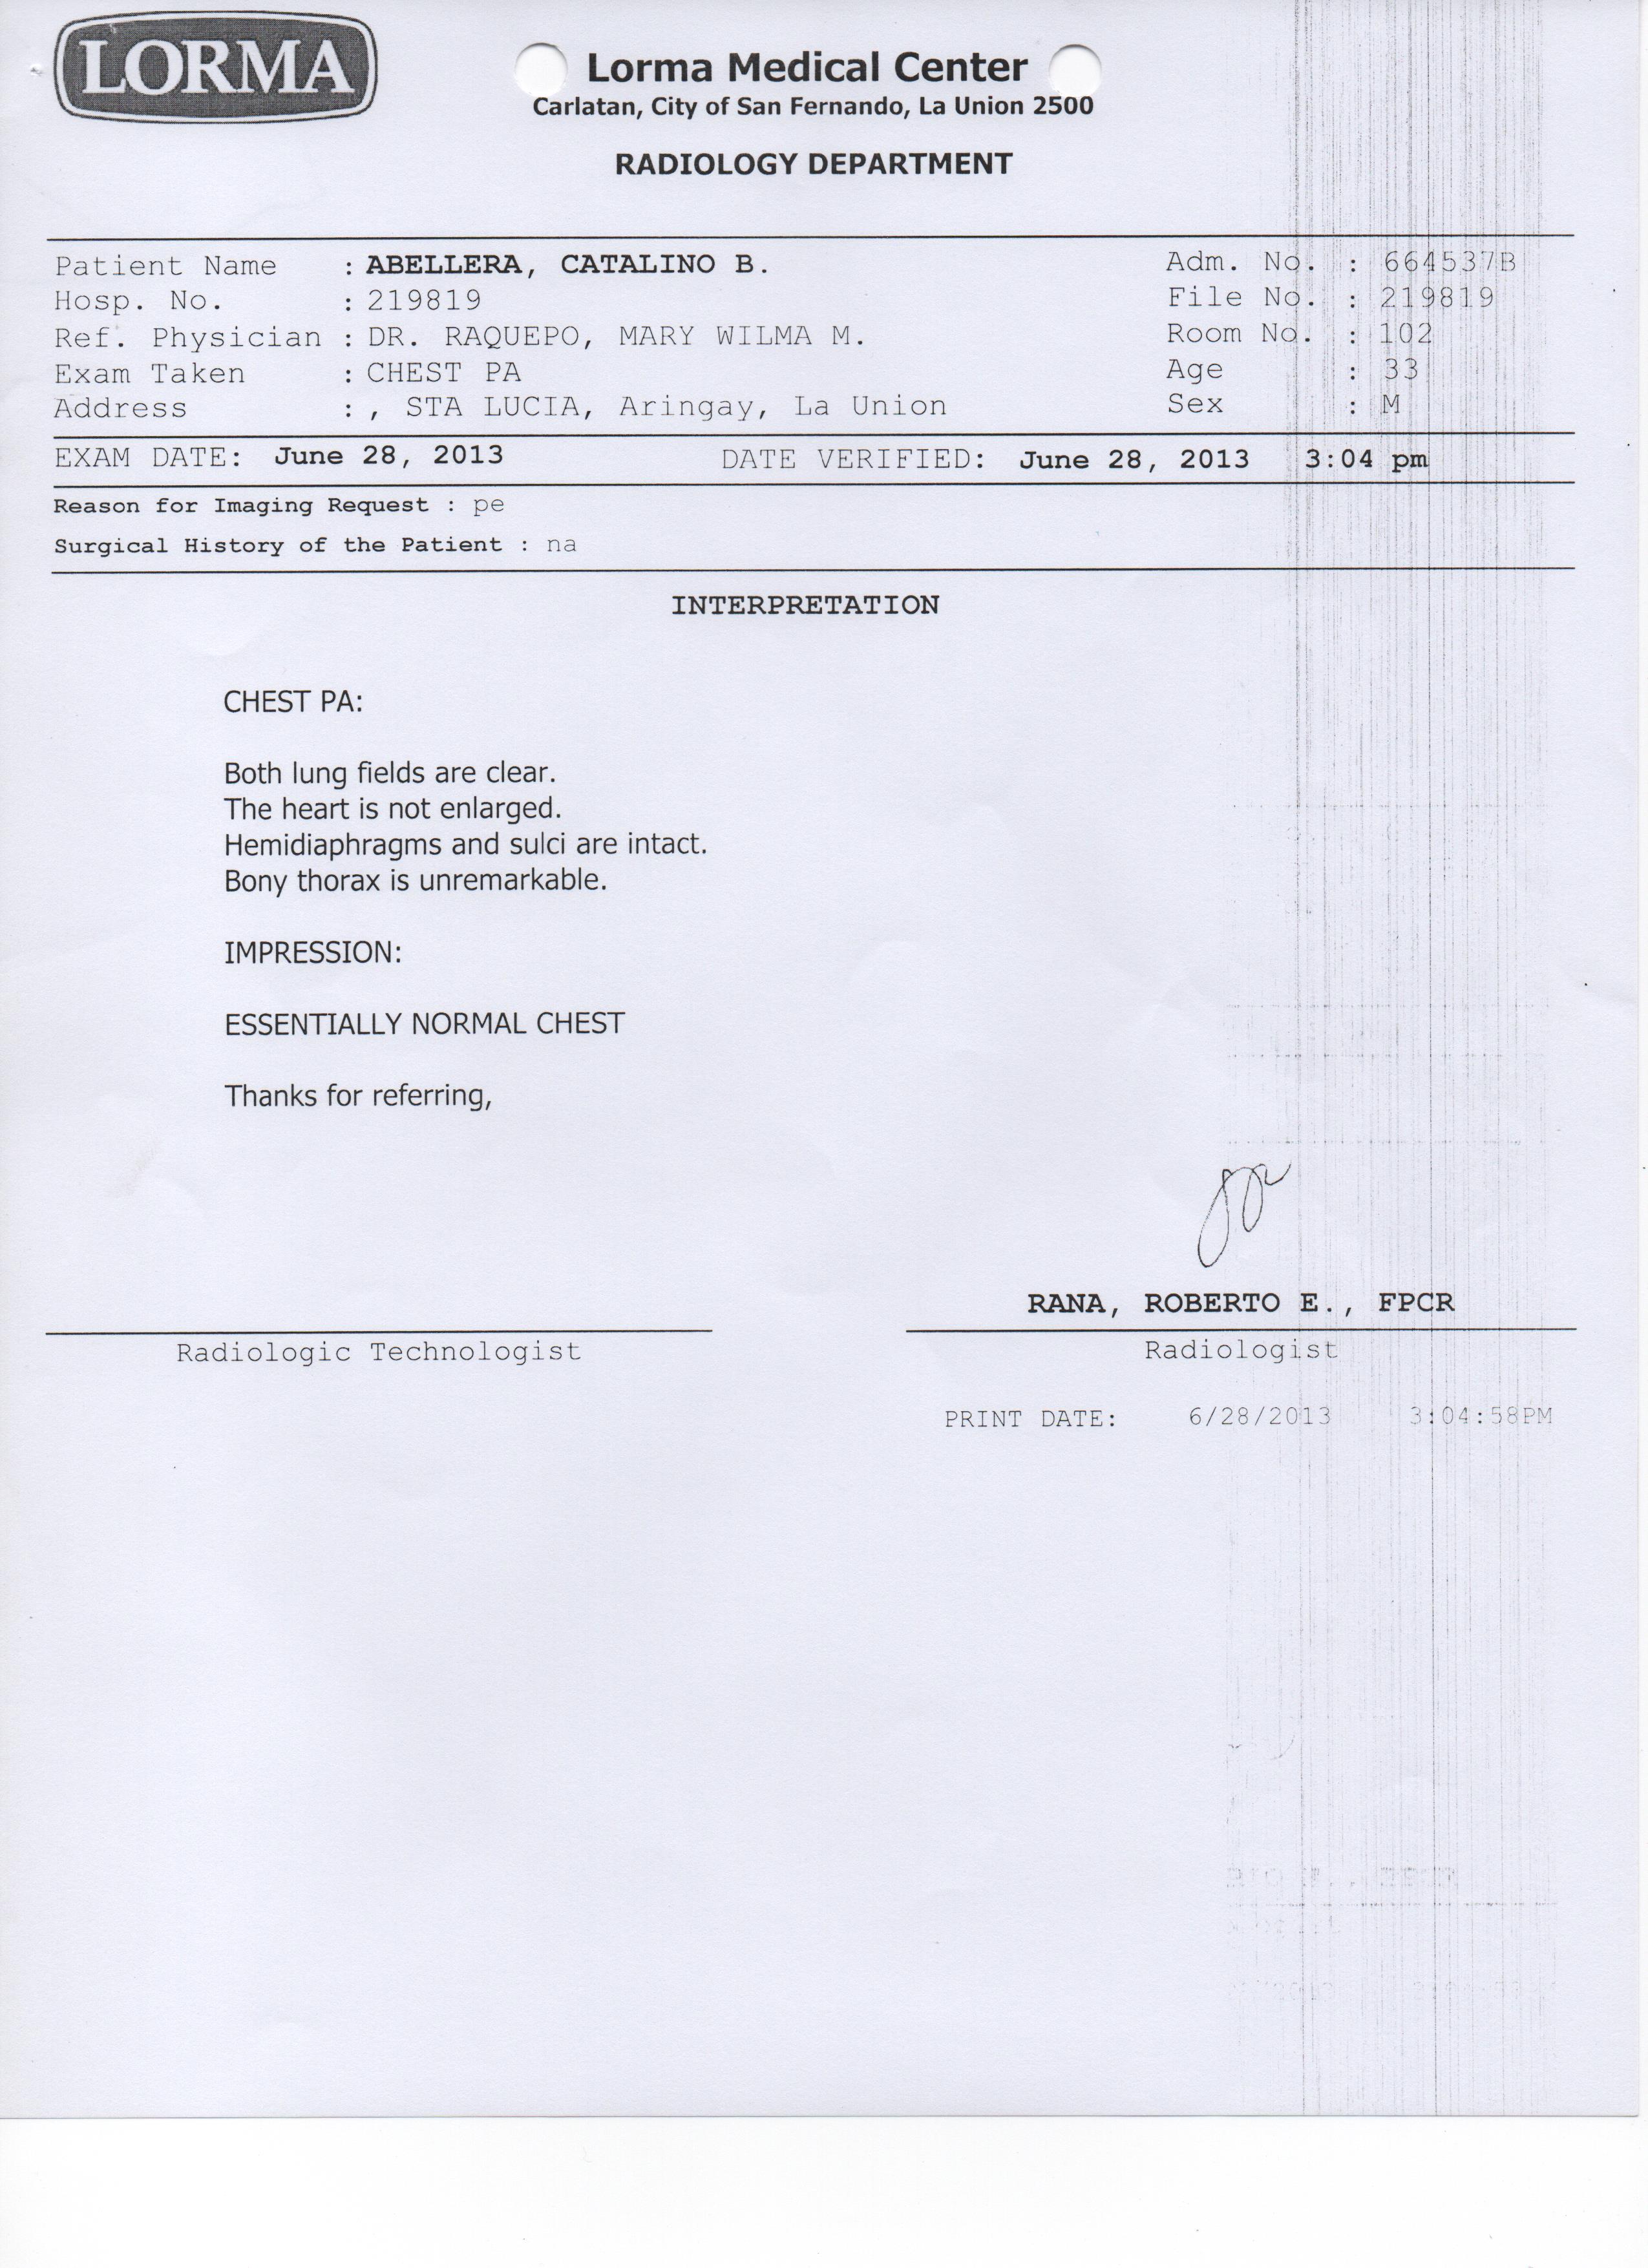 LORMA
Lorma Medical Center
Carlatan, City of San Fernando, La Union 2500
RADIOLOGY DEPARTMENT
Patient Name : ABELLERA, CATALINO B. Adm. No. : 664537B
Hosp. No. : 219819 File No. : 219819
Ref. Physician : DR. RAQUEPO, MARY WILMA M. Room No. : 102
Exam Taken : CHEST PA Age : 33
Address : , STA LUCIA, Aringay, La Union Sex : M
EXAM DATE: June 28, 2013 DATE VERIFIED: June 28, 2013 3:04 pm
Reason for Imaging Request : pe
Surgical History of the Patient : na
INTERPRETATION
CHEST PA:
Both lung fields are clear.
The heart is not enlarged.
Hemidiaphragms and sulci are intact.
Bony thorax is unremarkable.
IMPRESSION:
ESSENTIALLY NORMAL CHEST
Thanks for referring,
RANA, ROBERTO E., FPCR
Radiologic Technologist Radiologist
PRINT DATE: 6/28/2013 3:04:58PM